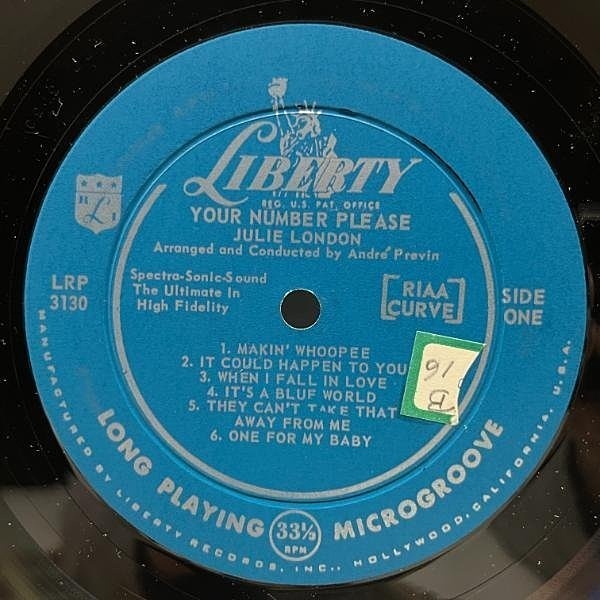 LIBERTY
REG. U.S. PAT. OFFICE
YOUR NUMBER PLEASE
JULIE LONDON
Arranged and Conducted by André Previn
Spectra-Sonic-Sound
The Ultimate In
High Fidelity
LRP
3130
[RIAA
CURVE]
SIDE
ONE
1. MAKIN' WHOOPEE
2. IT COULD HAPPEN TO YOU
3. WHEN I FALL IN LOVE
4. IT'S A BLUF WORLD
5. THEY CAN'T TAKE THAT
AWAY FROM ME
6. ONE FOR MY BABY
LONG PLAYING 33⅓ RPM MICROGROOVE
MANUFACTURED BY LIBERTY RECORDS, INC., HOLLYWOOD, CALIFORNIA, U.S.A.